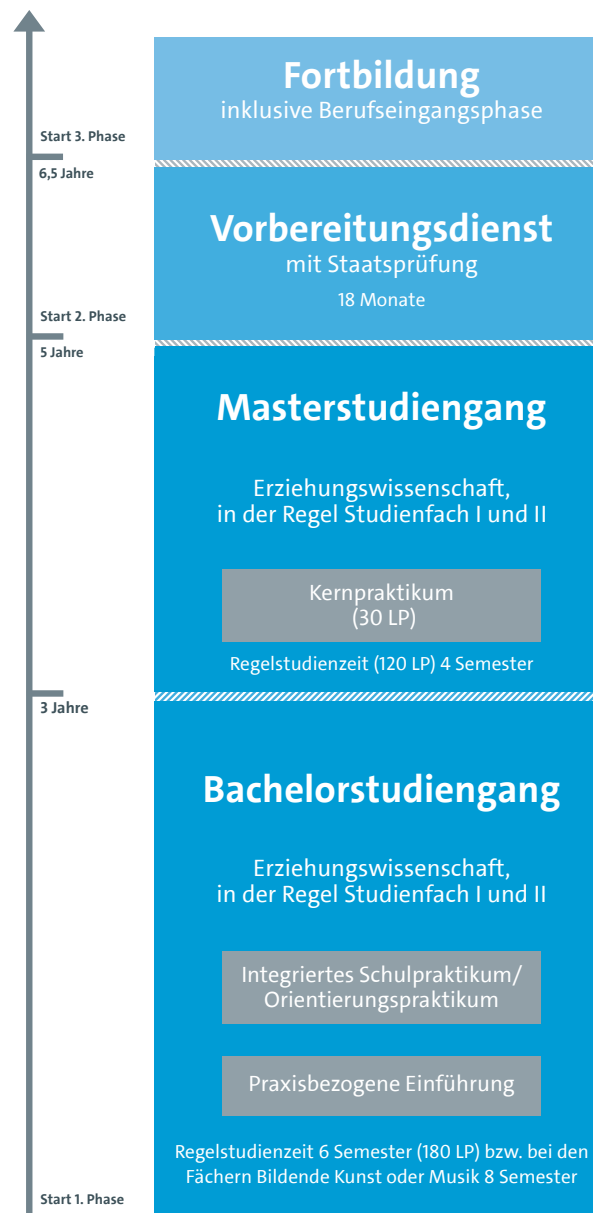 Fortbildung
inklusive Berufseingangsphase
Start 3. Phase
6,5 Jahre
Vorbereitungsdienst
mit Staatsprüfung
18 Monate
Start 2. Phase
5 Jahre
Masterstudiengang
Erziehungswissenschaft,
in der Regel Studienfach I und II
Kernpraktikum
(30 LP)
Regelstudienzeit (120 LP) 4 Semester
3 Jahre
Bachelorstudiengang
Erziehungswissenschaft,
in der Regel Studienfach I und II
Integriertes Schulpraktikum/
Orientierungspraktikum
Praxisbezogene Einführung
Regelstudienzeit 6 Semester (180 LP) bzw. bei den
Fächern Bildende Kunst oder Musik 8 Semester
Start 1. Phase